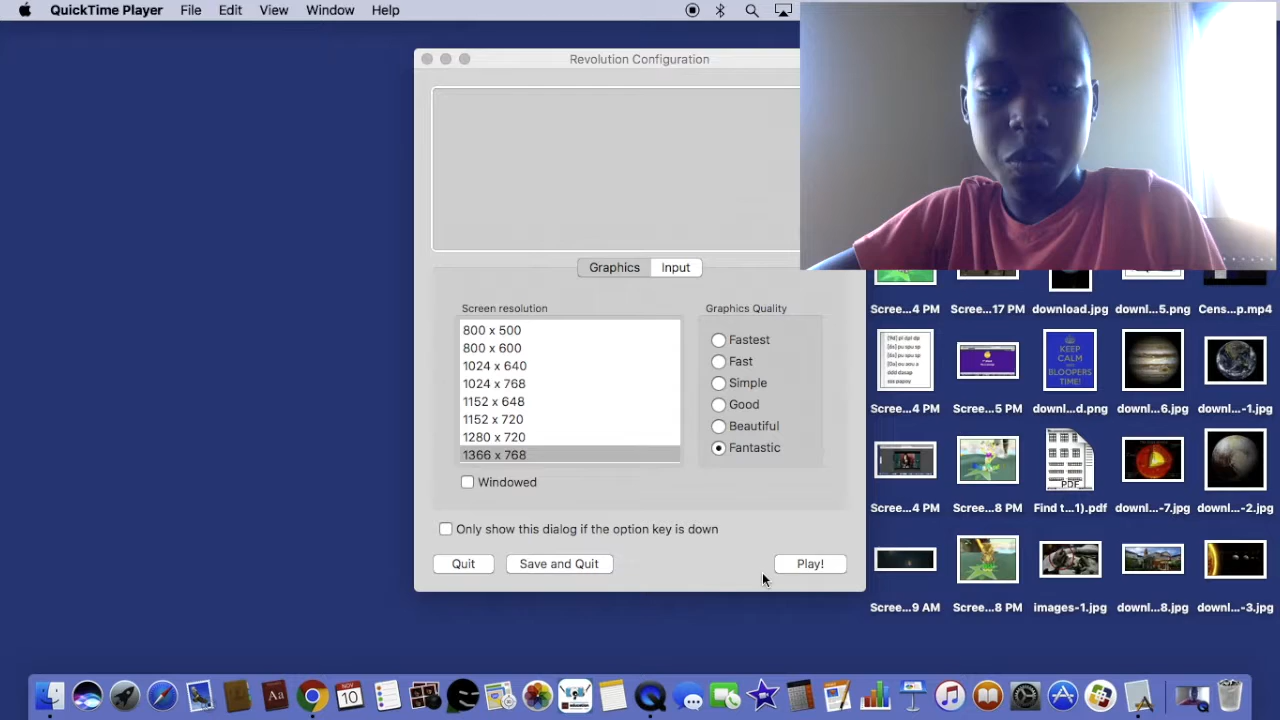 QuickTime Player File Edit View Window Help
Revolution Configuration
Graphics Input
Screen resolution
800 x 500
800 x 600
1024 x 640
1024 x 768
1152 x 648
1152 x 720
1280 x 720
1366 x 768
Windowed
Graphics Quality
Fastest
Fast
Simple
Good
Beautiful
Fantastic
Only show this dialog if the option key is down
Quit Save and Quit Play!
Scree...4 PM Scree...17 PM download.jpg downl...5.png Cens...p.mp4
KEEP
CALM
BLOOPERS
TIME!
Scree...4 PM Scree...5 PM downl...d.png downl...6.jpg downl...-1.jpg
PDF
Scree...4 PM Scree...8 PM Find t...1).pdf downl...-7.jpg downl...-2.jpg
Scree...9 AM Scree...8 PM images-1.jpg downl...8.jpg downl...-3.jpg
Aa
NOV
10